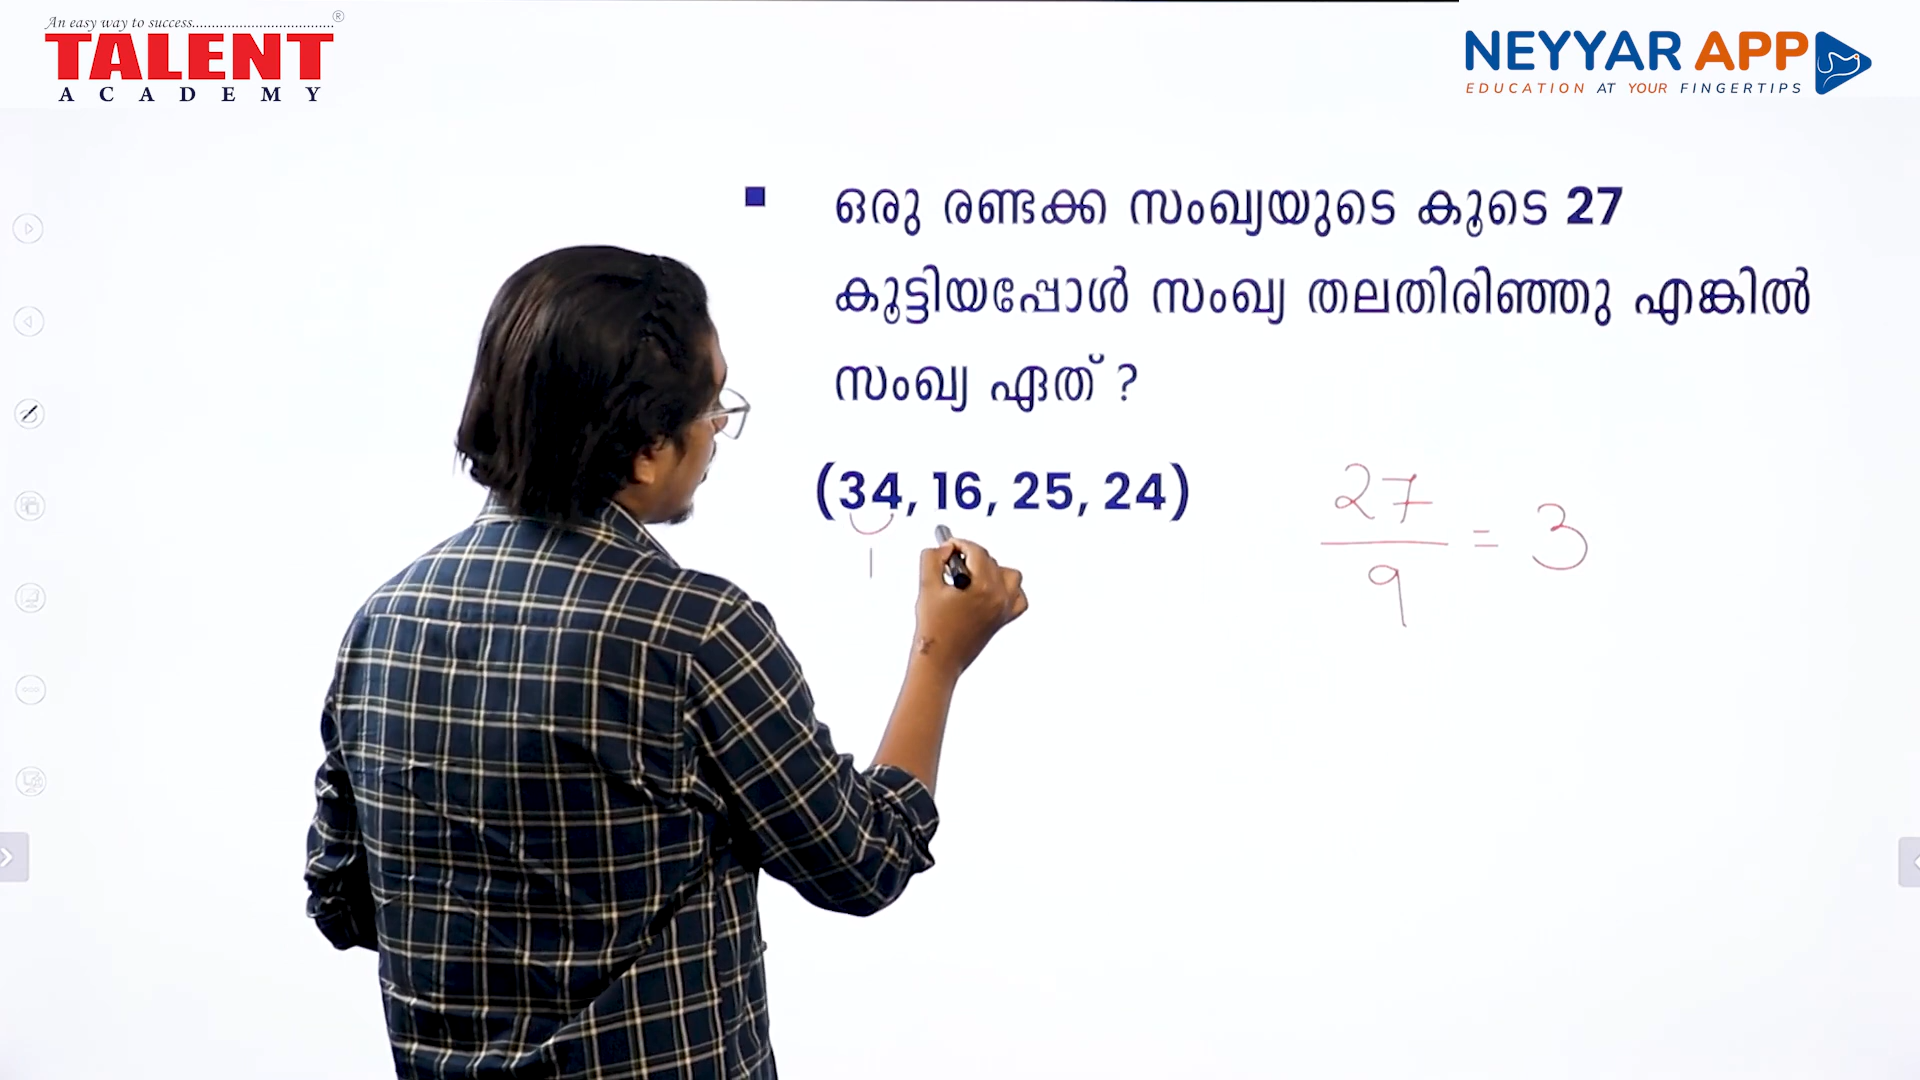 An easy way to success....................................®
TALENT
ACADEMY
NEYYAR APP
EDUCATION AT YOUR FINGERTIPS
ഒരു രണ്ടക്ക സംഖ്യയുടെ കൂടെ 27
കൂട്ടിയപ്പോൾ സംഖ്യ തലതിരിഞ്ഞു എങ്കിൽ
സംഖ്യ ഏത് ?
(34, 16, 25, 24)
1
27
9
= 3